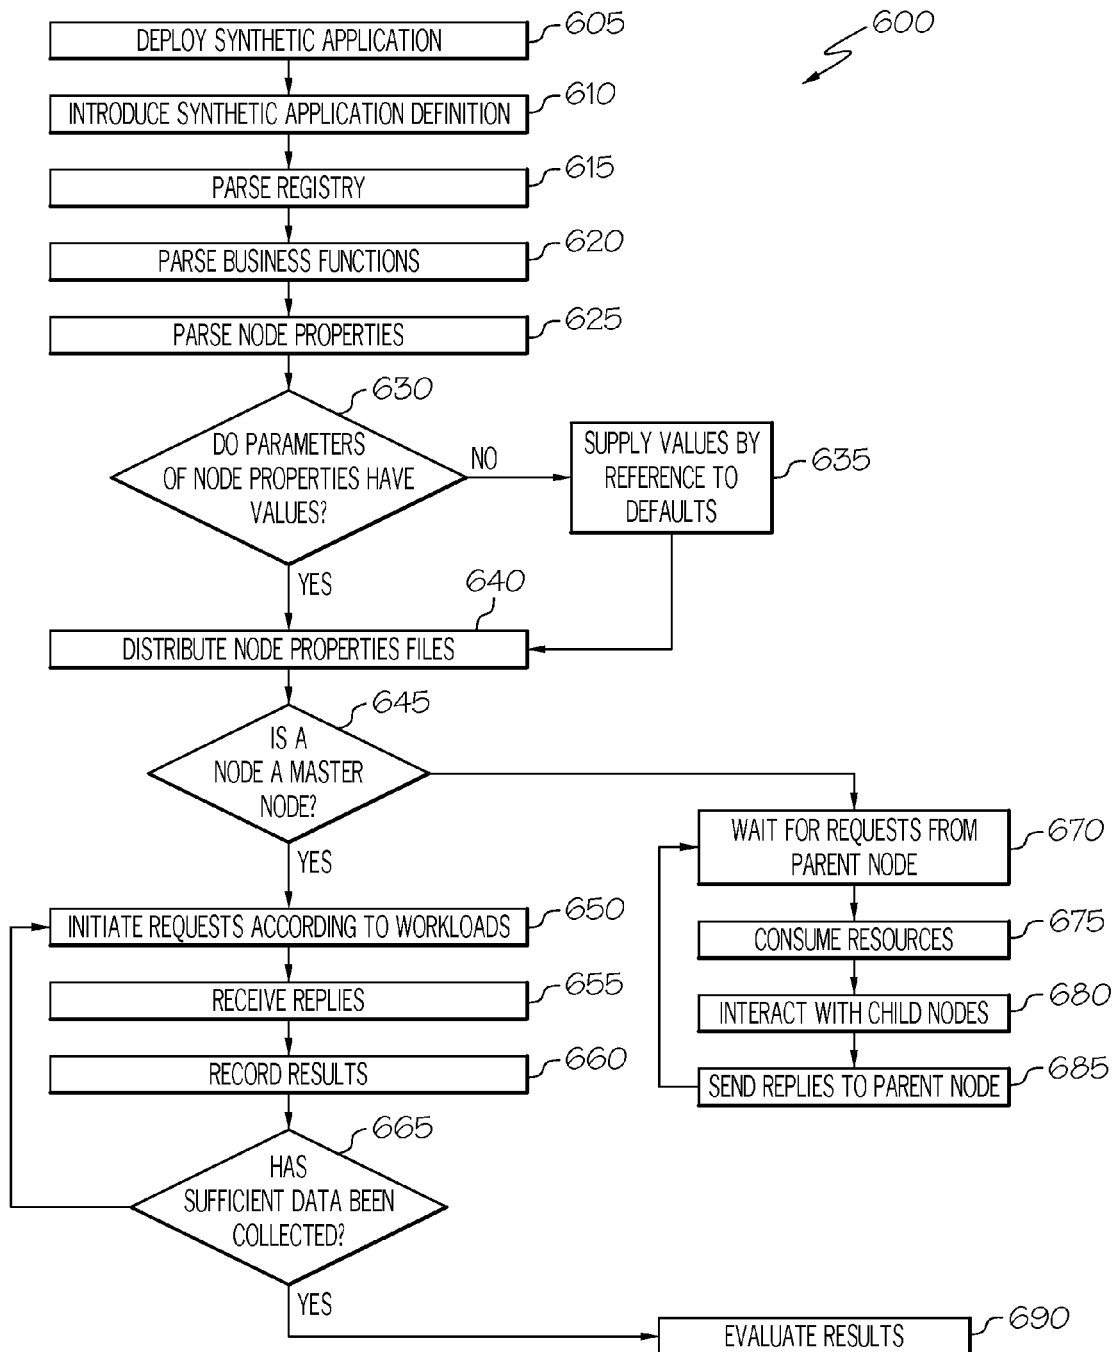 600
DEPLOY SYNTHETIC APPLICATION
605
INTRODUCE SYNTHETIC APPLICATION DEFINITION
610
PARSE REGISTRY
615
PARSE BUSINESS FUNCTIONS
620
PARSE NODE PROPERTIES
625
630
DO PARAMETERS
OF NODE PROPERTIES HAVE
VALUES?
NO
YES
SUPPLY VALUES BY
REFERENCE TO
DEFAULTS
635
640
DISTRIBUTE NODE PROPERTIES FILES
645
IS A
NODE A MASTER
NODE?
YES
INITIATE REQUESTS ACCORDING TO WORKLOADS
650
RECEIVE REPLIES
655
RECORD RESULTS
660
665
HAS
SUFFICIENT DATA BEEN
COLLECTED?
YES
WAIT FOR REQUESTS FROM
PARENT NODE
670
CONSUME RESOURCES
675
INTERACT WITH CHILD NODES
680
SEND REPLIES TO PARENT NODE
685
EVALUATE RESULTS
690